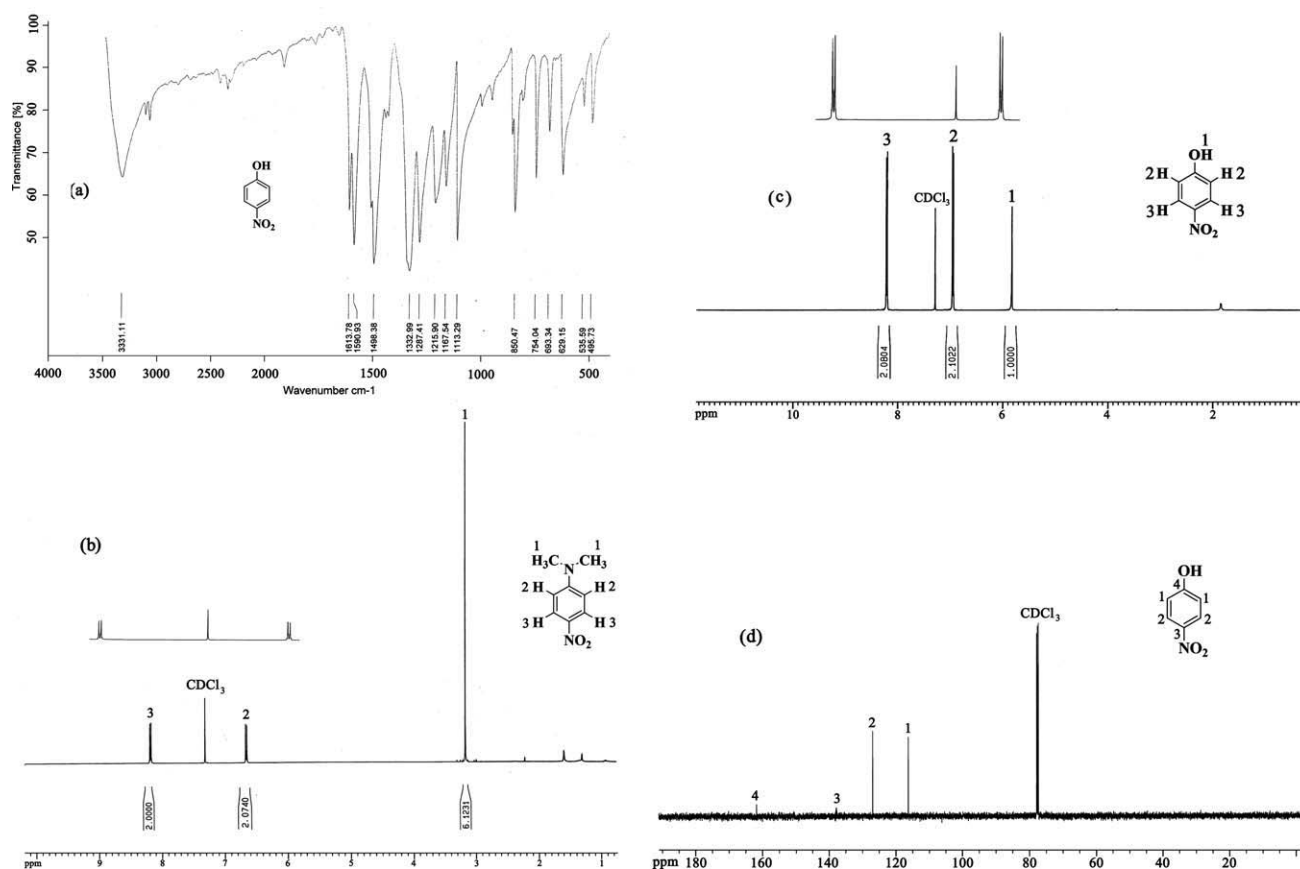 100
90
80
70
60
50
Transmittance [%]
(a)
OH
NO2
3331.11
1613.78
1590.93
1498.38
1332.99
1287.41
1215.90
1167.54
1113.29
850.47
754.04
693.34
629.15
535.59
495.73
4000
3500
3000
2500
2000
1500
1000
500
Wavenumber cm-1
(c)
3
2
CDCl3
1
1
OH
2 H
H 2
3H
H 3
NO2
2.0804
2.1022
1.0000
ppm
10
8
6
4
2
(b)
1
1
1
H3C
CH3
N
2 H
H 2
3 H
H 3
NO2
3
CDCl3
2
2.0000
2.0740
6.1231
ppm
9
8
7
6
5
4
3
2
1
(d)
CDCl3
OH
4
1
1
2
2
3
NO2
4
3
2
1
ppm
180
160
140
120
100
80
60
40
20